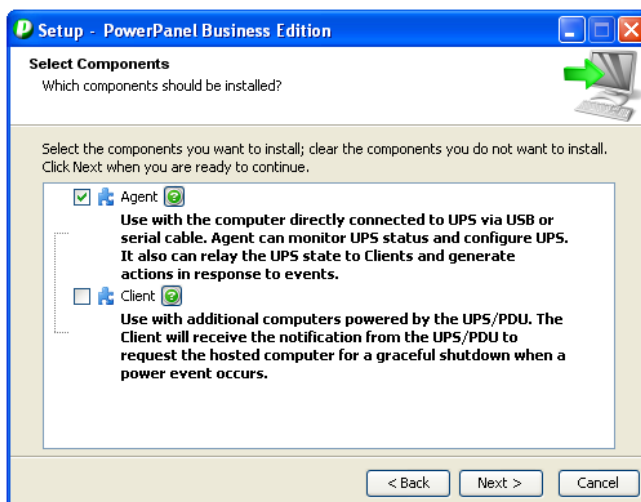 Setup - PowerPanel Business Edition
Select Components
Which components should be installed?
Select the components you want to install; clear the components you do not want to install.
Click Next when you are ready to continue.
Agent
Use with the computer directly connected to UPS via USB or
serial cable. Agent can monitor UPS status and configure UPS.
It also can relay the UPS state to Clients and generate
actions in response to events.
Client
Use with additional computers powered by the UPS/PDU. The
Client will receive the notification from the UPS/PDU to
request the hosted computer for a graceful shutdown when a
power event occurs.
< Back
Next >
Cancel